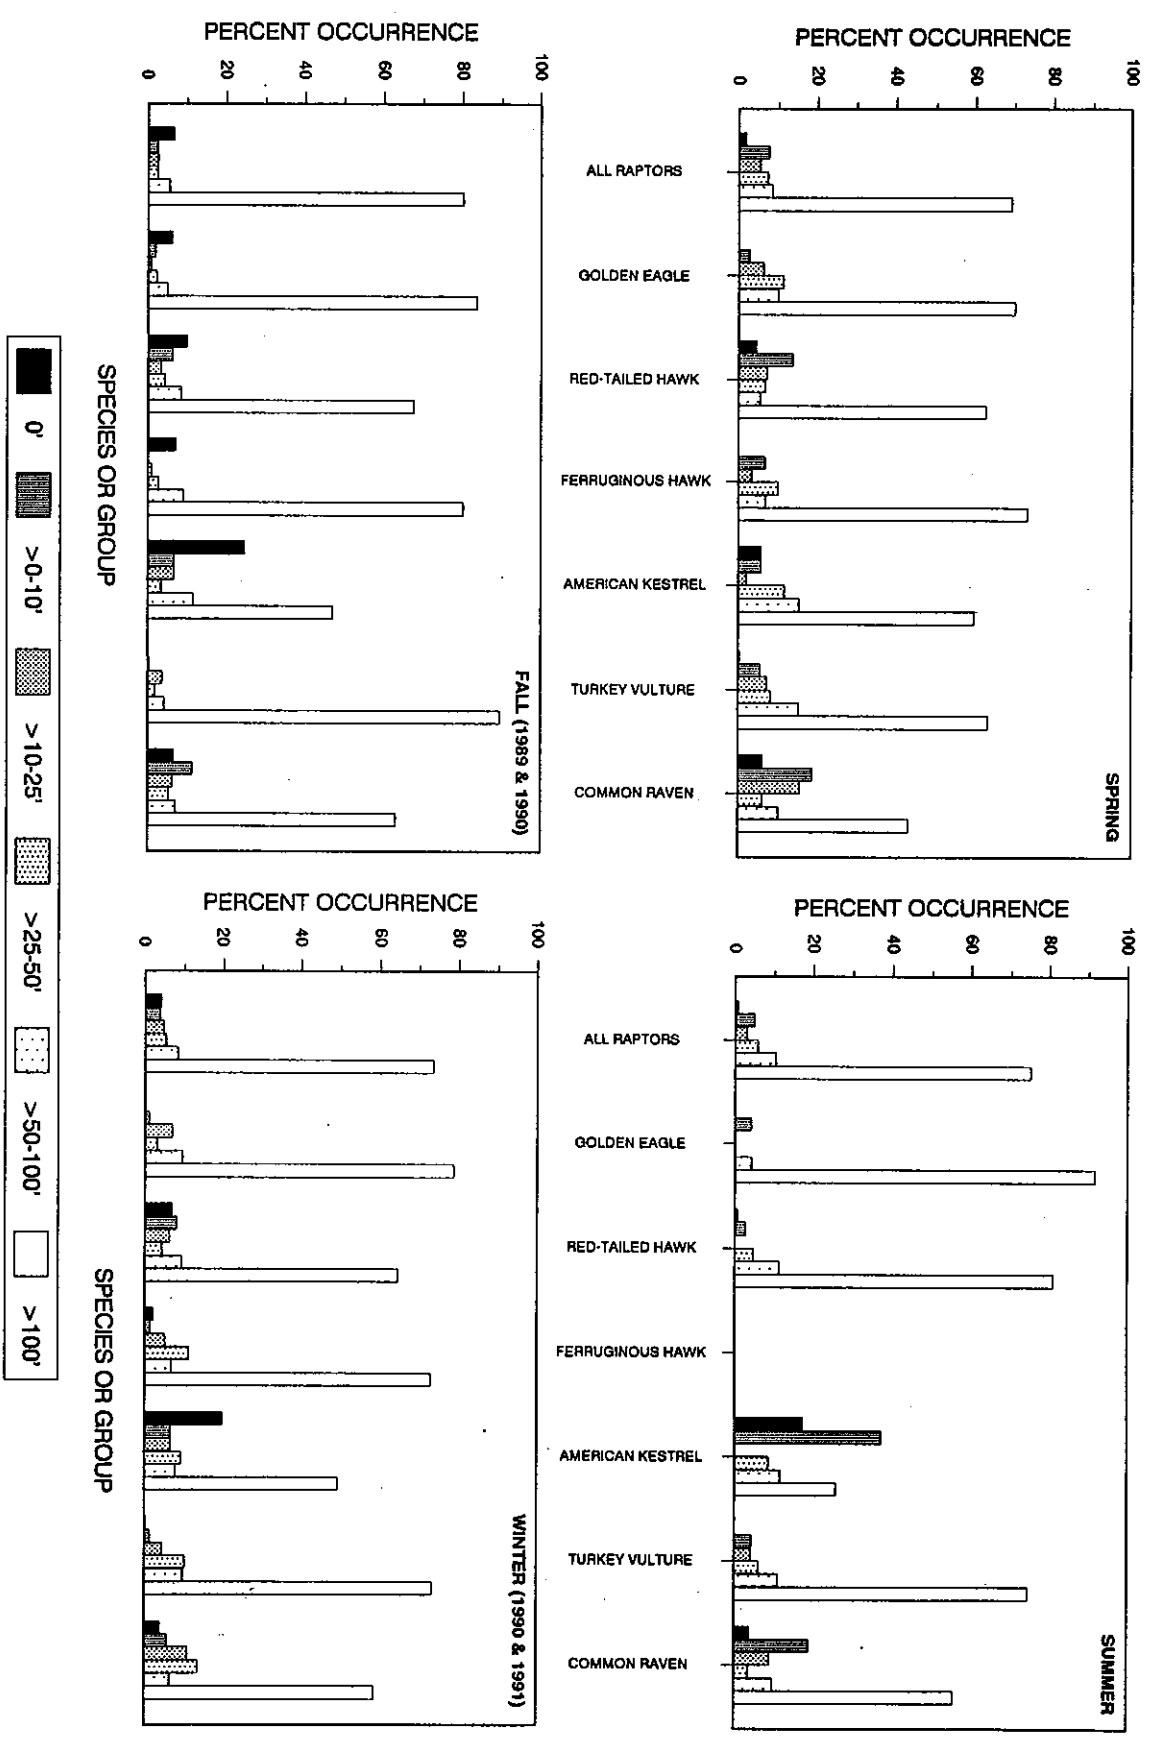 PERCENT OCCURRENCE
0
20
40
60
80
100
SPRING
ALL RAPTORS
GOLDEN EAGLE
RED-TAILED HAWK
FERRUGINOUS HAWK
AMERICAN KESTREL
TURKEY VULTURE
COMMON RAVEN
PERCENT OCCURRENCE
0
20
40
60
80
100
SUMMER
ALL RAPTORS
GOLDEN EAGLE
RED-TAILED HAWK
FERRUGINOUS HAWK
AMERICAN KESTREL
TURKEY VULTURE
COMMON RAVEN
PERCENT OCCURRENCE
0
20
40
60
80
100
FALL (1989 & 1990)
SPECIES OR GROUP
PERCENT OCCURRENCE
0
20
40
60
80
100
WINTER (1990 & 1991)
SPECIES OR GROUP
0' >0-10' >10-25' >25-50' >50-100' >100'